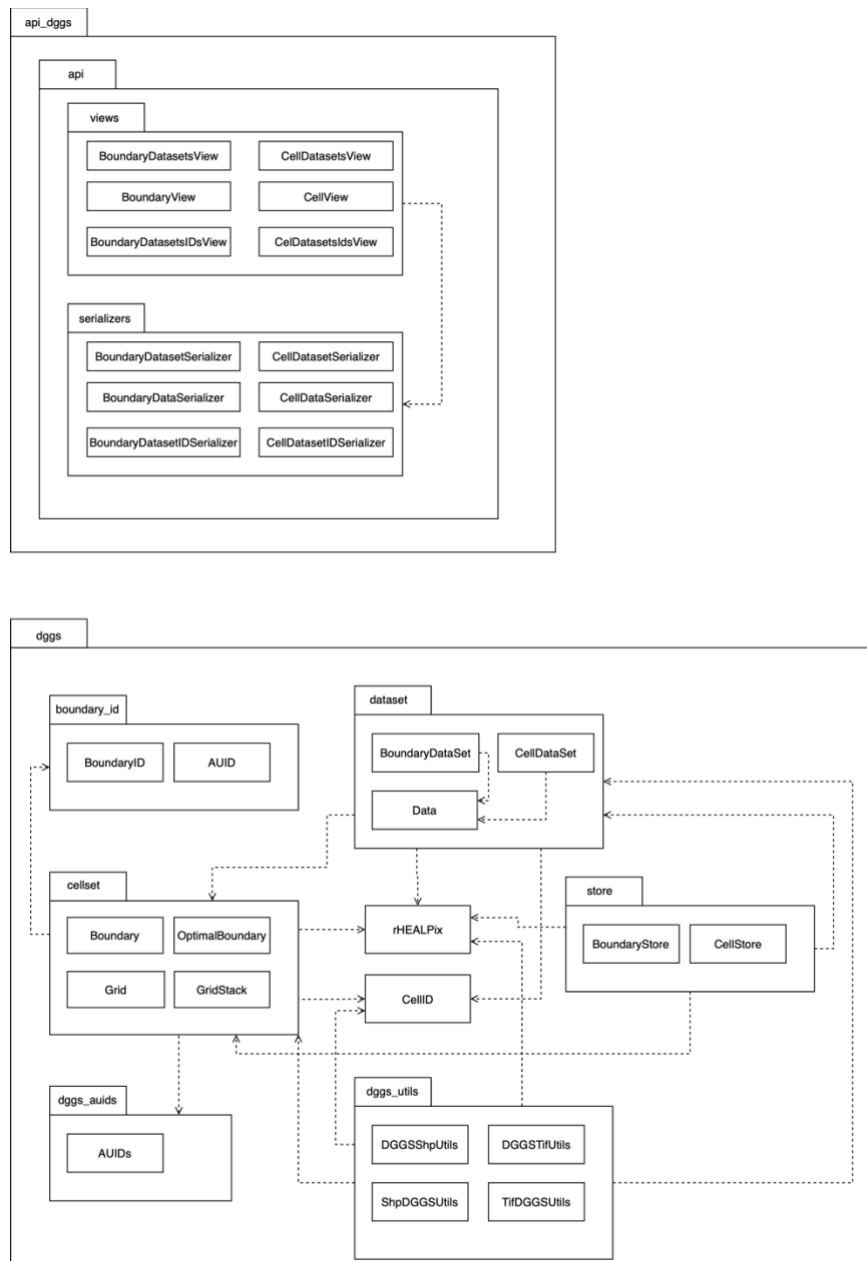 api_dggs
api
views
BoundaryDatasetsView
CellDatasetsView
BoundaryView
CellView
BoundaryDatasetsIDsView
CelDatasetsIdsView
serializers
BoundaryDatasetSerializer
CellDatasetSerializer
BoundaryDataSerializer
CellDataSerializer
BoundaryDatasetIDSerializer
CellDatasetIDSerializer
dggs
boundary_id
BoundaryID
AUID
dataset
BoundaryDataSet
CellDataSet
Data
cellset
Boundary
OptimalBoundary
Grid
GridStack
rHEALPix
CellID
store
BoundaryStore
CellStore
dggs_auids
AUIDs
dggs_utils
DGGSShpUtils
DGGSTifUtils
ShpDGGSUtils
TifDGGSUtils